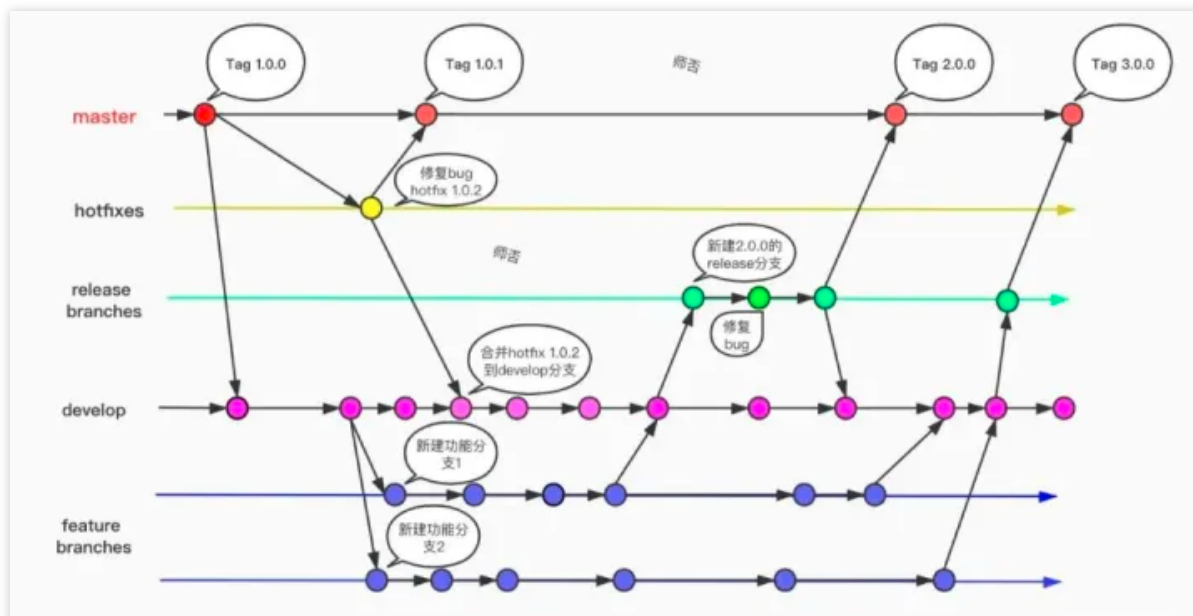 Tag 1.0.0
Tag 1.0.1
师否
Tag 2.0.0
Tag 3.0.0
master
修复bug
hotfix 1.0.2
hotfixes
师否
新建2.0.0的
release分支
release
branches
修复
bug
合并hotfix 1.0.2
到develop分支
develop
新建功能分
支1
feature
branches
新建功能分
支2